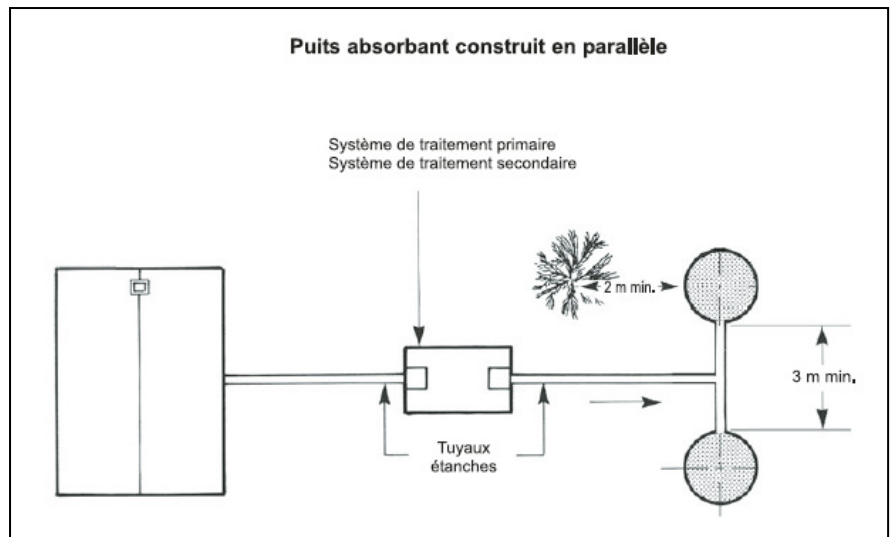 Puits absorbant construit en parallèle
Système de traitement primaire
Système de traitement secondaire
2 m min.
3 m min.
Tuyaux
étanches